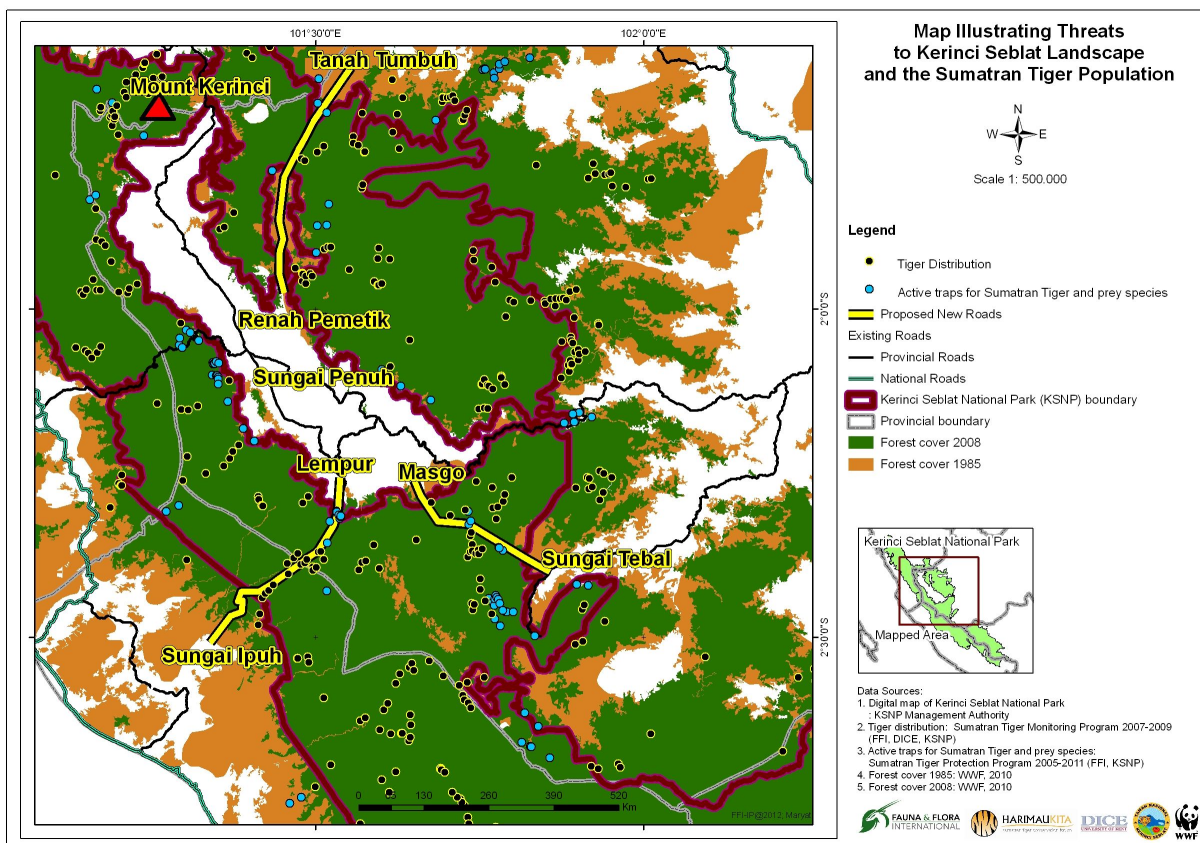 101°30'0"E
102°0'0"E
Tanah Tumbuh
Mount Kerinci
Renah Pemetik
Sungai Penuh
Lempur
Masgo
Sungai Tebal
Sungai Ipuh
2°0'0"S
2°30'0"S
0 65 130 260 390 520
Km
Map Illustrating Threats
to Kerinci Seblat Landscape
and the Sumatran Tiger Population
N
W E
S
Scale 1: 500.000
Legend
Tiger Distribution
Active traps for Sumatran Tiger and prey species
Proposed New Roads
Existing Roads
Provincial Roads
National Roads
Kerinci Seblat National Park (KSNP) boundary
Provincial boundary
Forest cover 2008
Forest cover 1985
Kerinci Seblat National Park
Mapped Area
Data Sources:
1. Digital map of Kerinci Seblat National Park
: KSNP Management Authority
2. Tiger distribution: Sumatran Tiger Monitoring Program 2007-2009
(FFI, DICE, KSNP)
3. Active traps for Sumatran Tiger and prey species:
Sumatran Tiger Protection Program 2005-2011 (FFI, KSNP)
4. Forest cover 1985: WWF, 2010
5. Forest cover 2008: WWF, 2010
FAUNA & FLORA
INTERNATIONAL
HARIMAUKITA
DICE
UNIVERSITY OF KENT
WWF